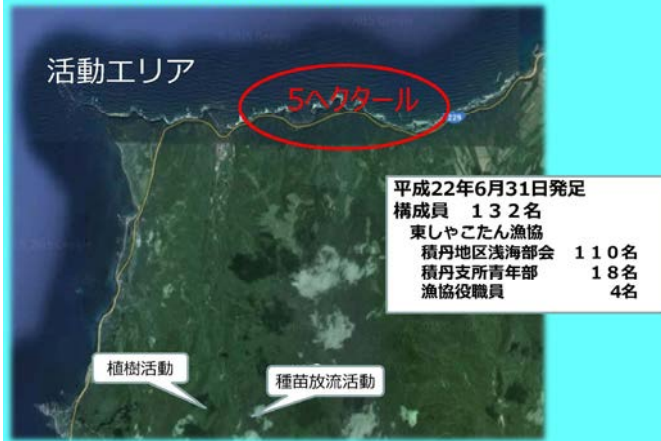 活動エリア
5ヘクタール
229
平成22年6月31日発足
構成員 132名
東しゃこたん漁協
積丹地区浅海部会 110名
積丹支所青年部 18名
漁協役職員 4名
植樹活動
種苗放流活動